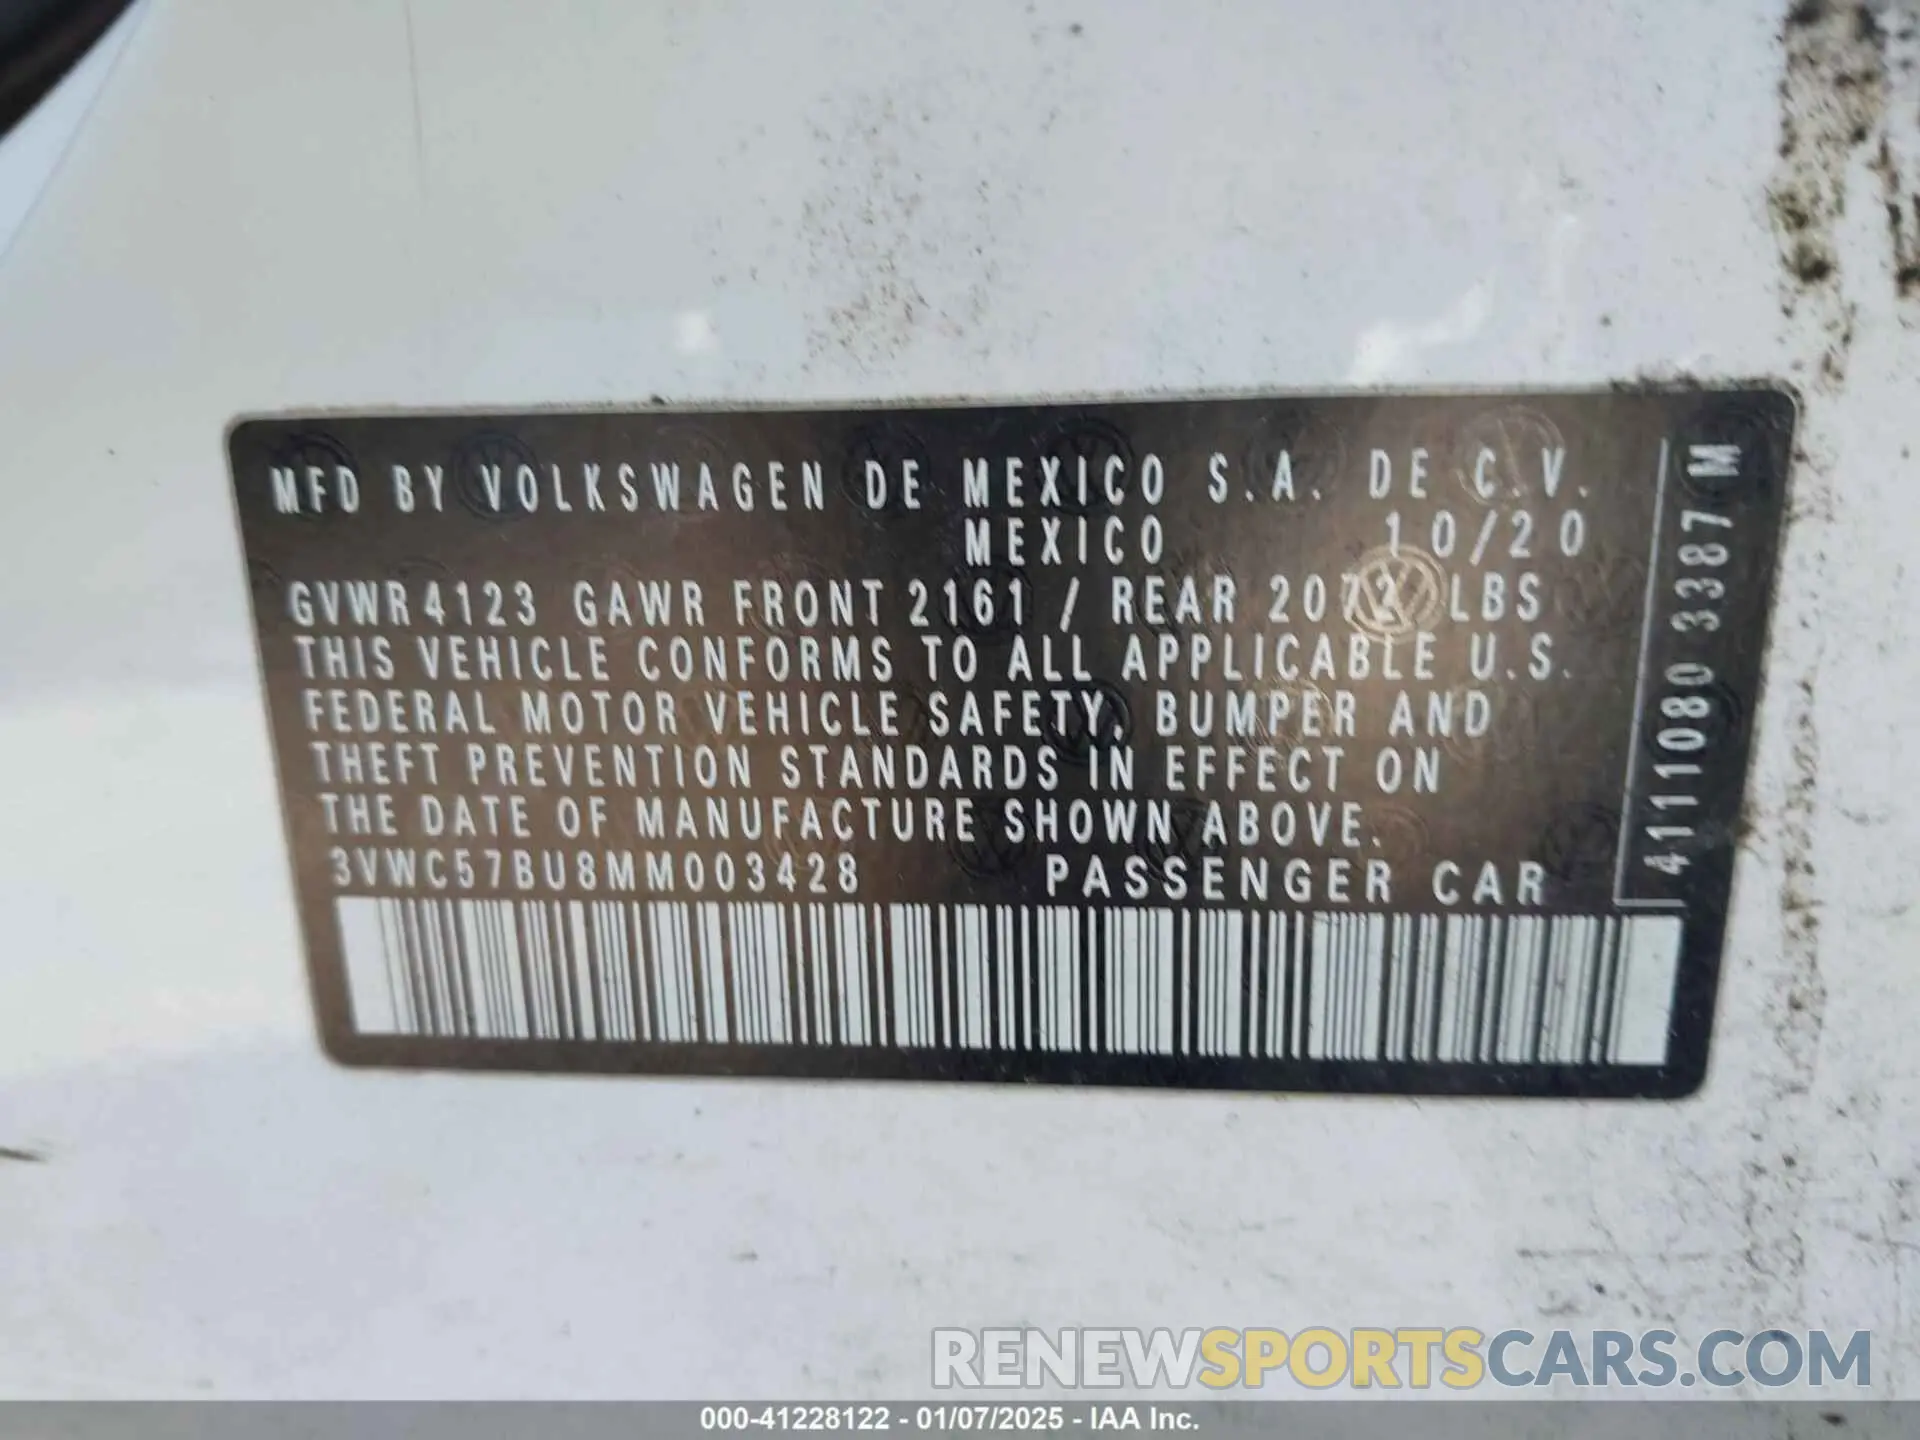 MFD BY VOLKSWAGEN DE MEXICO S.A. DE C.V.
MEXICO 10/20
GVWR 4123 GAWR FRONT 2161 / REAR 2072 LBS
THIS VEHICLE CONFORMS TO ALL APPLICABLE U.S.
FEDERAL MOTOR VEHICLE SAFETY, BUMPER AND
THEFT PREVENTION STANDARDS IN EFFECT ON
THE DATE OF MANUFACTURE SHOWN ABOVE.
3VWC57BU8MM003428 PASSENGER CAR
4111080 3387 M
RENEWSPORTSCARS.COM
000-41228122 - 01/07/2025 - IAA Inc.